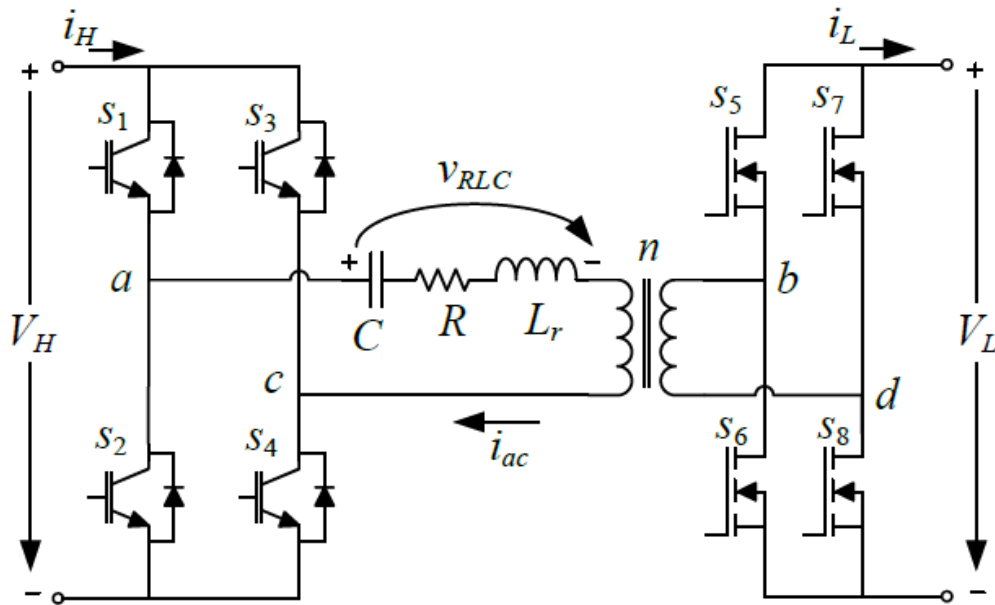 i_H
i_L
+
+
s_1
s_3
s_5
s_7
v_RLC
+
-
n
a
b
C
R
L_r
V_H
V_L
c
d
i_ac
s_2
s_4
s_6
s_8
-
-